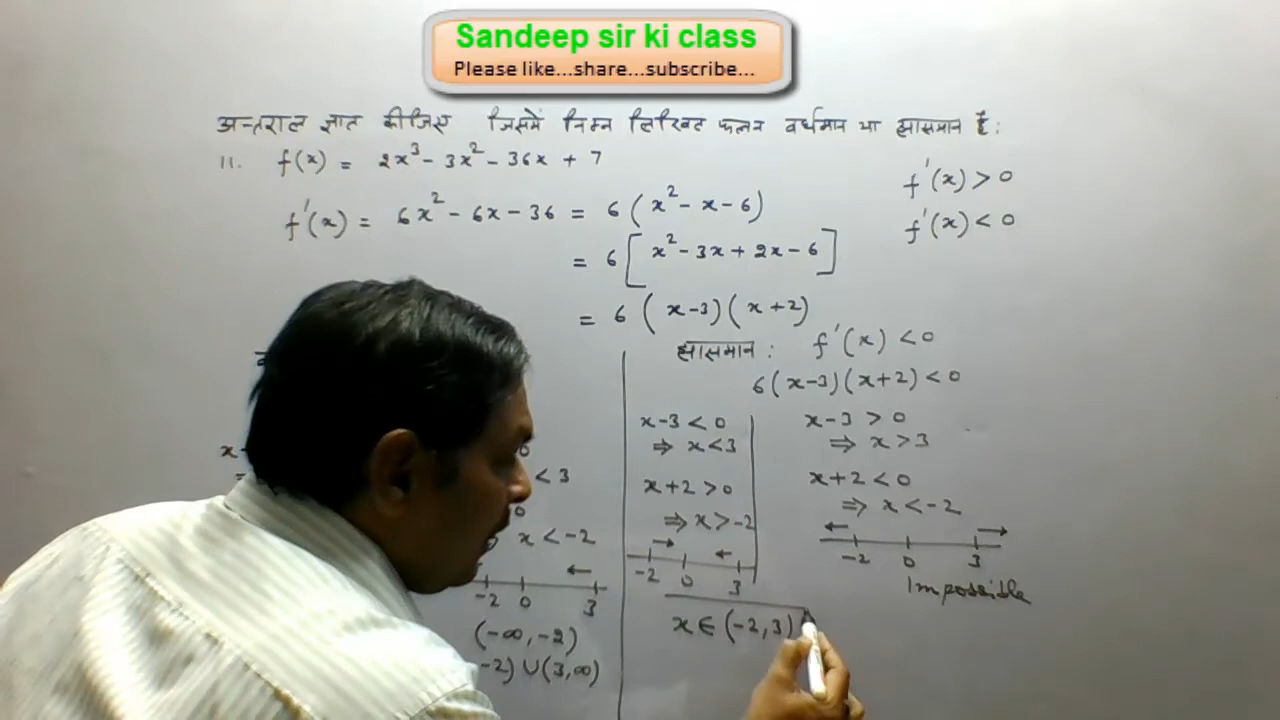 Sandeep sir ki class
Please like...share...subscribe...
अन्तराल ज्ञात कीजिए जिसमें निम्न लिखित फलन वर्धमान या ह्रासमान है :
11. f(x) = 2x³ - 3x² - 36x + 7
f'(x) > 0
f'(x) = 6x² - 6x - 36 = 6(x² - x - 6)
f'(x) < 0
= 6[x² - 3x + 2x - 6]
= 6(x-3)(x+2)
ह्रासमान : f'(x) < 0
6(x-3)(x+2) < 0
x-3 < 0
⇒ x < 3
x+2 > 0
⇒ x > -2
-2 0 3
x ∈ (-2, 3)
x-3 > 0
⇒ x > 3
x+2 < 0
⇒ x < -2
-2 0 3
Impossible
0
< 3
0
x < -2
-2 0 3
(-∞, -2)
-2) ∪ (3, ∞)